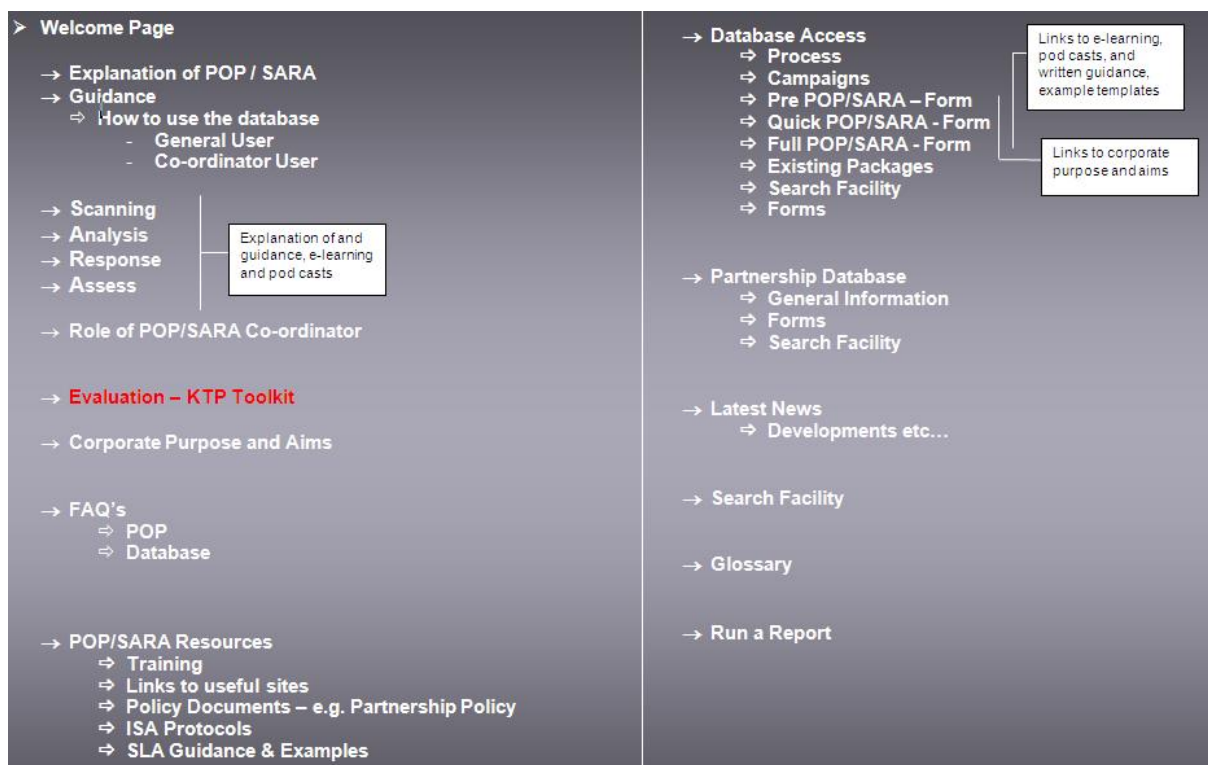 ➢ Welcome Page
→ Explanation of POP / SARA
→ Guidance
⇨ How to use the database
- General User
- Co-ordinator User
→ Scanning
→ Analysis
→ Response
→ Assess
Explanation of and
guidance, e-learning
and pod casts
→ Role of POP/SARA Co-ordinator
→ Evaluation – KTP Toolkit
→ Corporate Purpose and Aims
→ FAQ's
⇨ POP
⇨ Database
→ POP/SARA Resources
⇨ Training
⇨ Links to useful sites
⇨ Policy Documents – e.g. Partnership Policy
⇨ ISA Protocols
⇨ SLA Guidance & Examples
→ Database Access
⇨ Process
⇨ Campaigns
⇨ Pre POP/SARA – Form
⇨ Quick POP/SARA - Form
⇨ Full POP/SARA - Form
⇨ Existing Packages
⇨ Search Facility
⇨ Forms
Links to e-learning,
pod casts, and
written guidance,
example templates
Links to corporate
purpose and aims
→ Partnership Database
⇨ General Information
⇨ Forms
⇨ Search Facility
→ Latest News
⇨ Developments etc…
→ Search Facility
→ Glossary
→ Run a Report